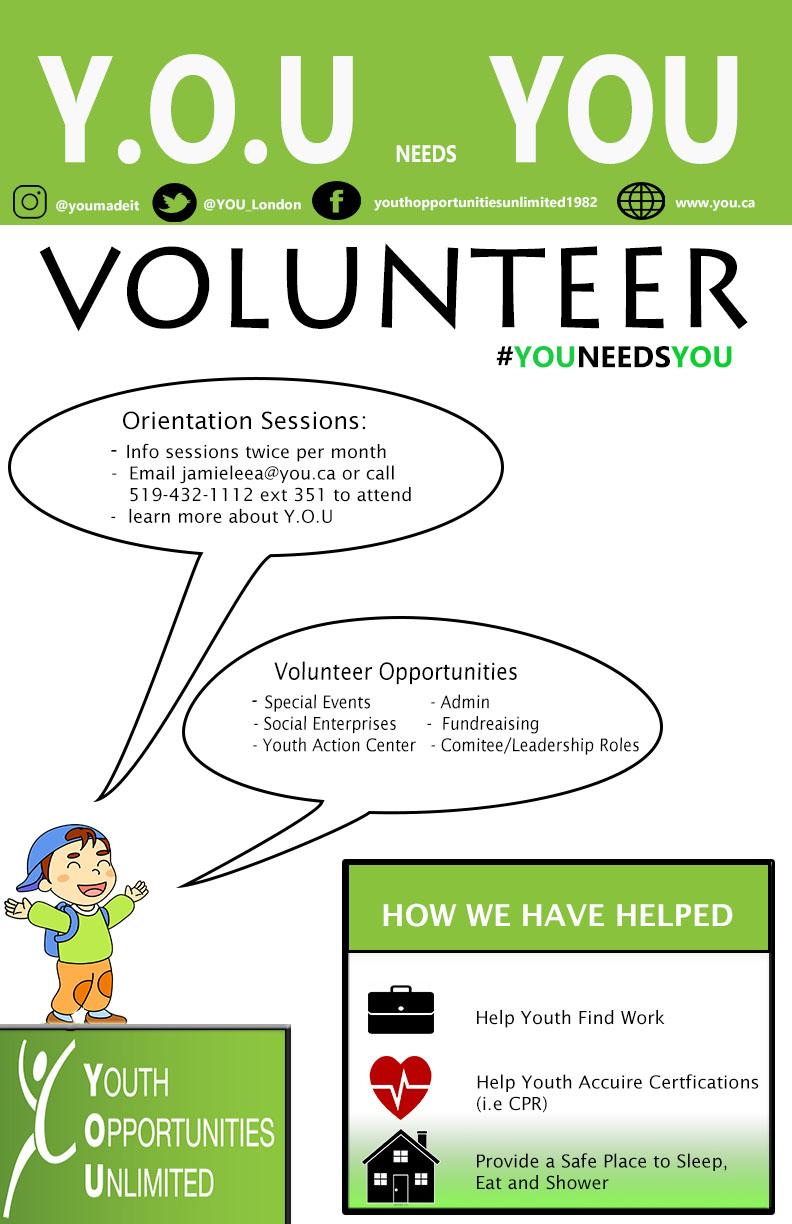 Y.O.U NEEDS YOU
@youmadeit @YOU_London youthopportunitiesunlimited1982 www.you.ca
VOLUNTEER
#YOUNEEDSYOU
Orientation Sessions:
- Info sessions twice per month
- Email jamieleea@you.ca or call
519-432-1112 ext 351 to attend
- learn more about Y.O.U
Volunteer Opportunities
- Special Events - Admin
- Social Enterprises - Fundreaising
- Youth Action Center - Comitee/Leadership Roles
HOW WE HAVE HELPED
Help Youth Find Work
Help Youth Accuire Certfications
(i.e CPR)
Provide a Safe Place to Sleep,
Eat and Shower
YOUTH
OPPORTUNITIES
UNLIMITED